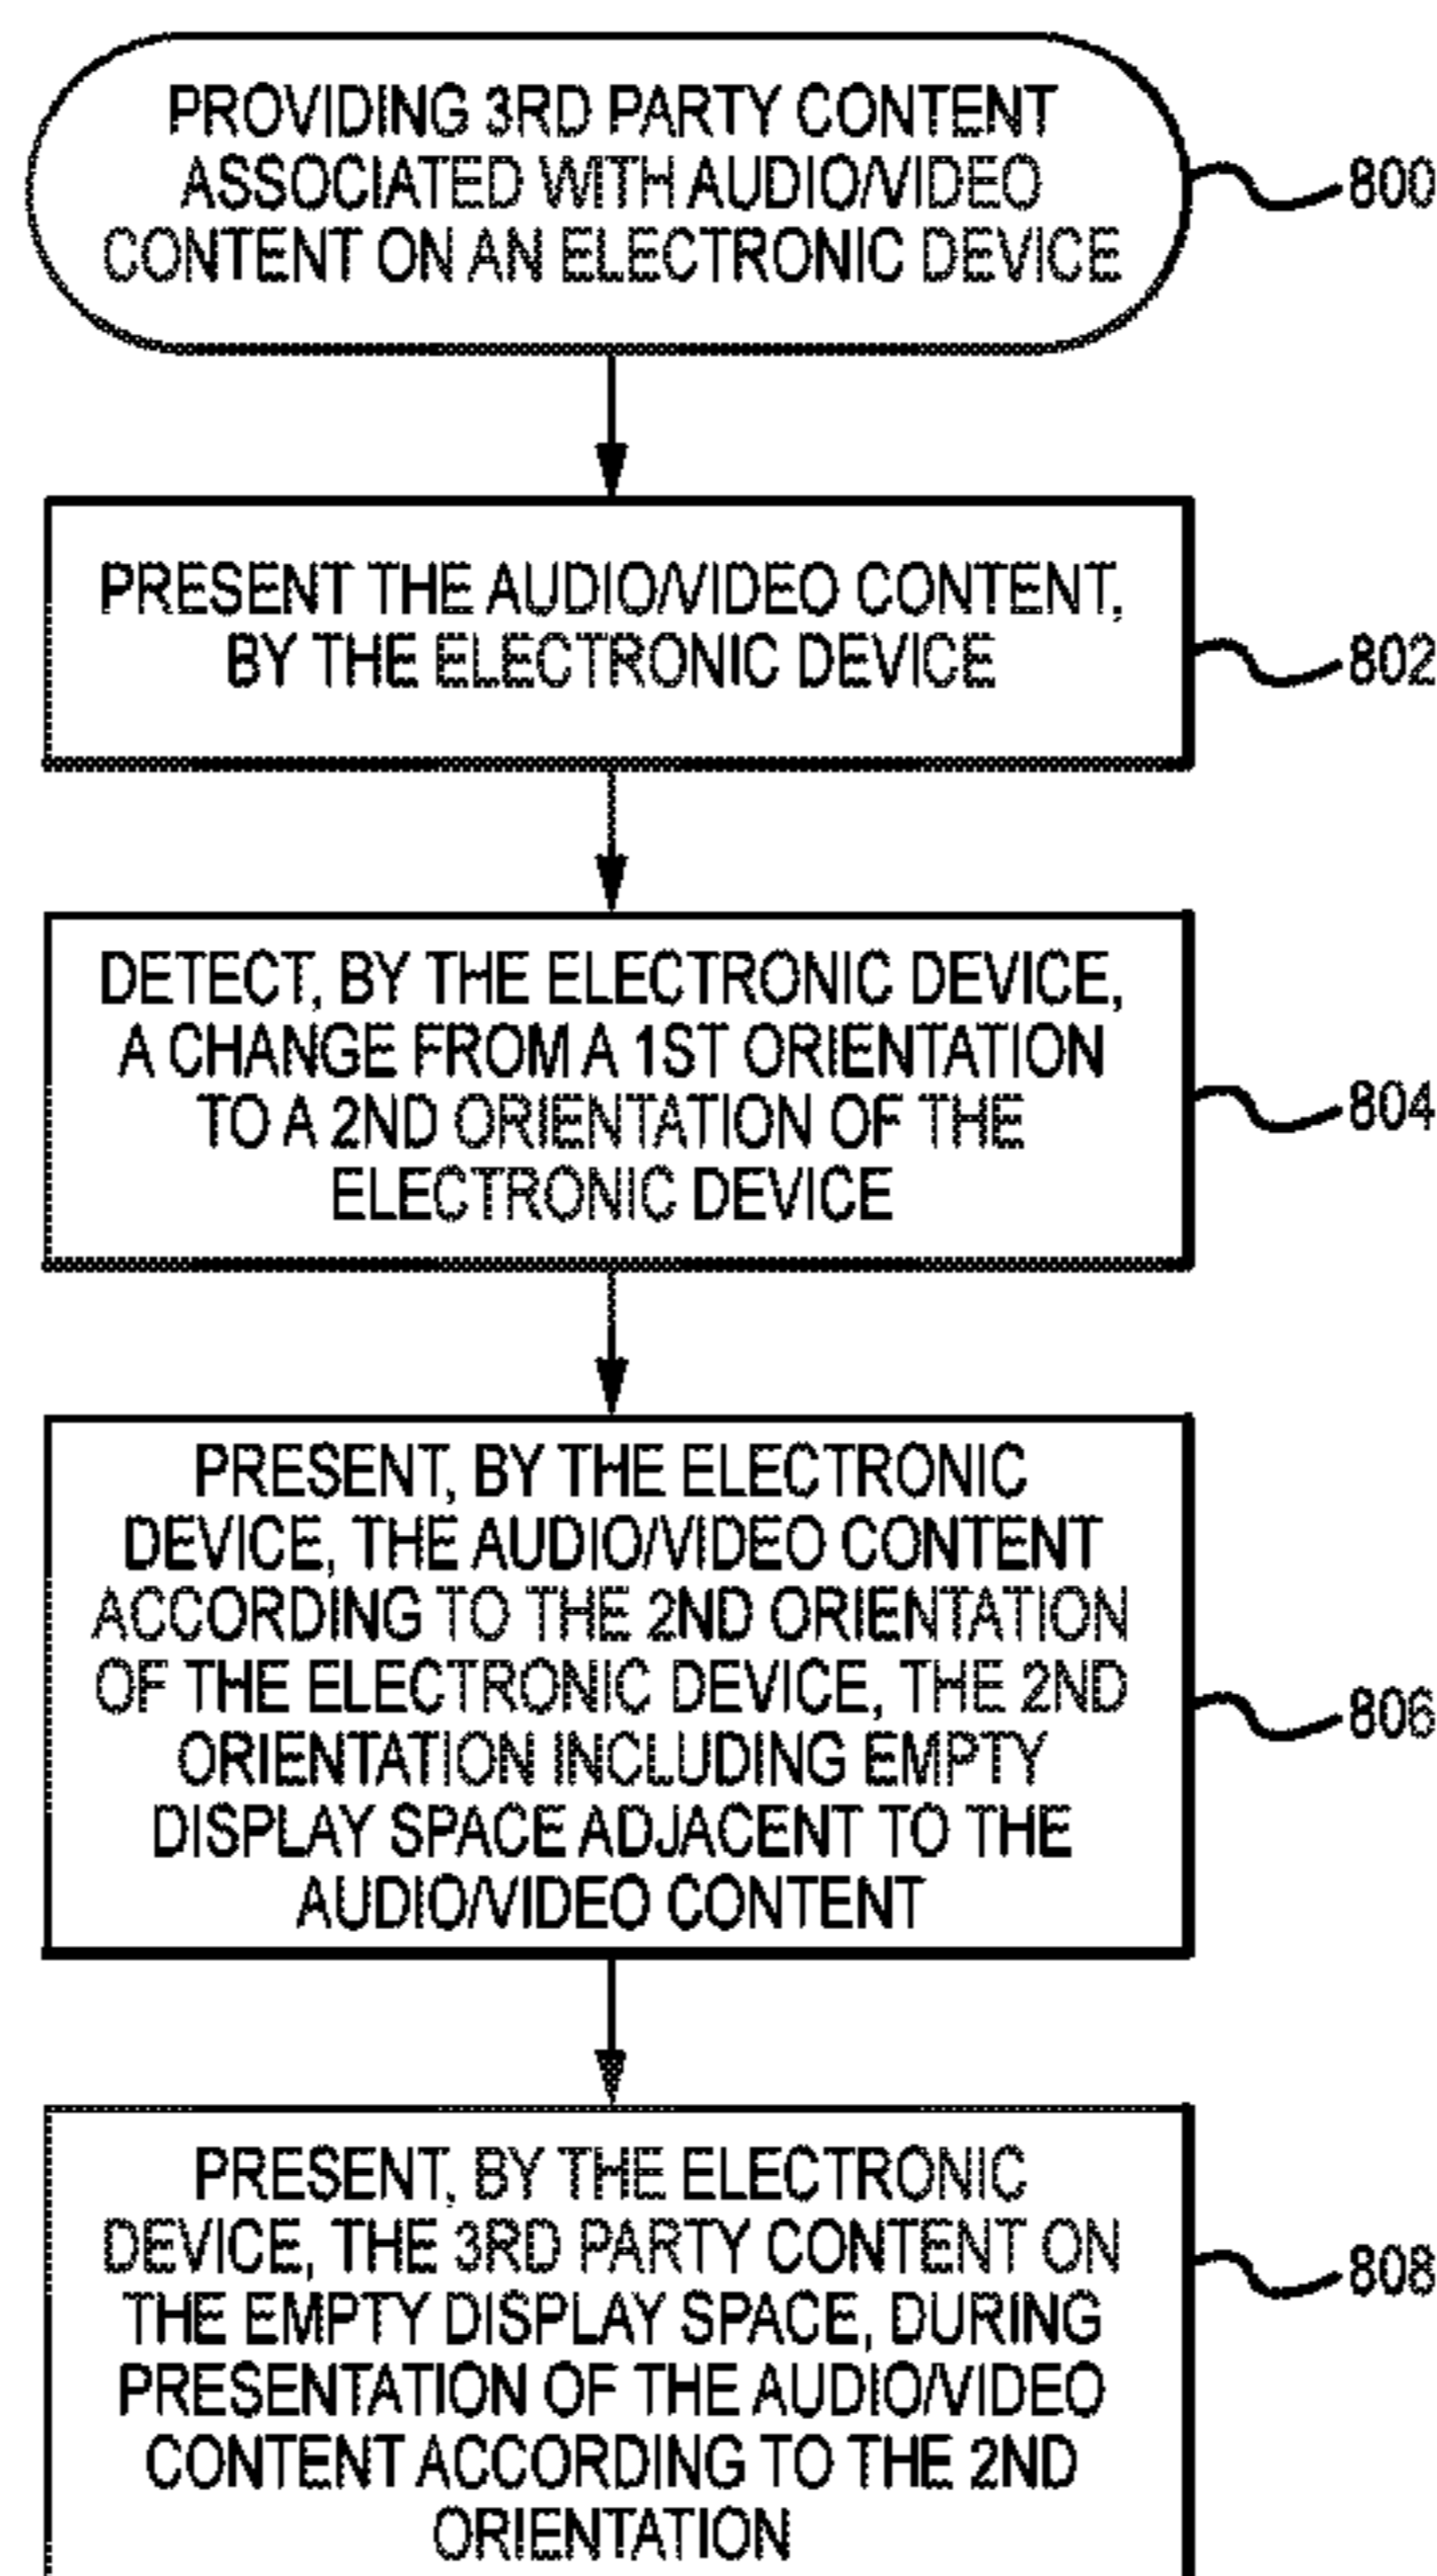 PROVIDING 3RD PARTY CONTENT
ASSOCIATED WITH AUDIO/VIDEO
CONTENT ON AN ELECTRONIC DEVICE
800
PRESENT THE AUDIO/VIDEO CONTENT,
BY THE ELECTRONIC DEVICE
802
DETECT, BY THE ELECTRONIC DEVICE,
A CHANGE FROM A 1ST ORIENTATION
TO A 2ND ORIENTATION OF THE
ELECTRONIC DEVICE
804
PRESENT, BY THE ELECTRONIC
DEVICE, THE AUDIO/VIDEO CONTENT
ACCORDING TO THE 2ND ORIENTATION
OF THE ELECTRONIC DEVICE, THE 2ND
ORIENTATION INCLUDING EMPTY
DISPLAY SPACE ADJACENT TO THE
AUDIO/VIDEO CONTENT
806
PRESENT, BY THE ELECTRONIC
DEVICE, THE 3RD PARTY CONTENT ON
THE EMPTY DISPLAY SPACE, DURING
PRESENTATION OF THE AUDIO/VIDEO
CONTENT ACCORDING TO THE 2ND
ORIENTATION
808